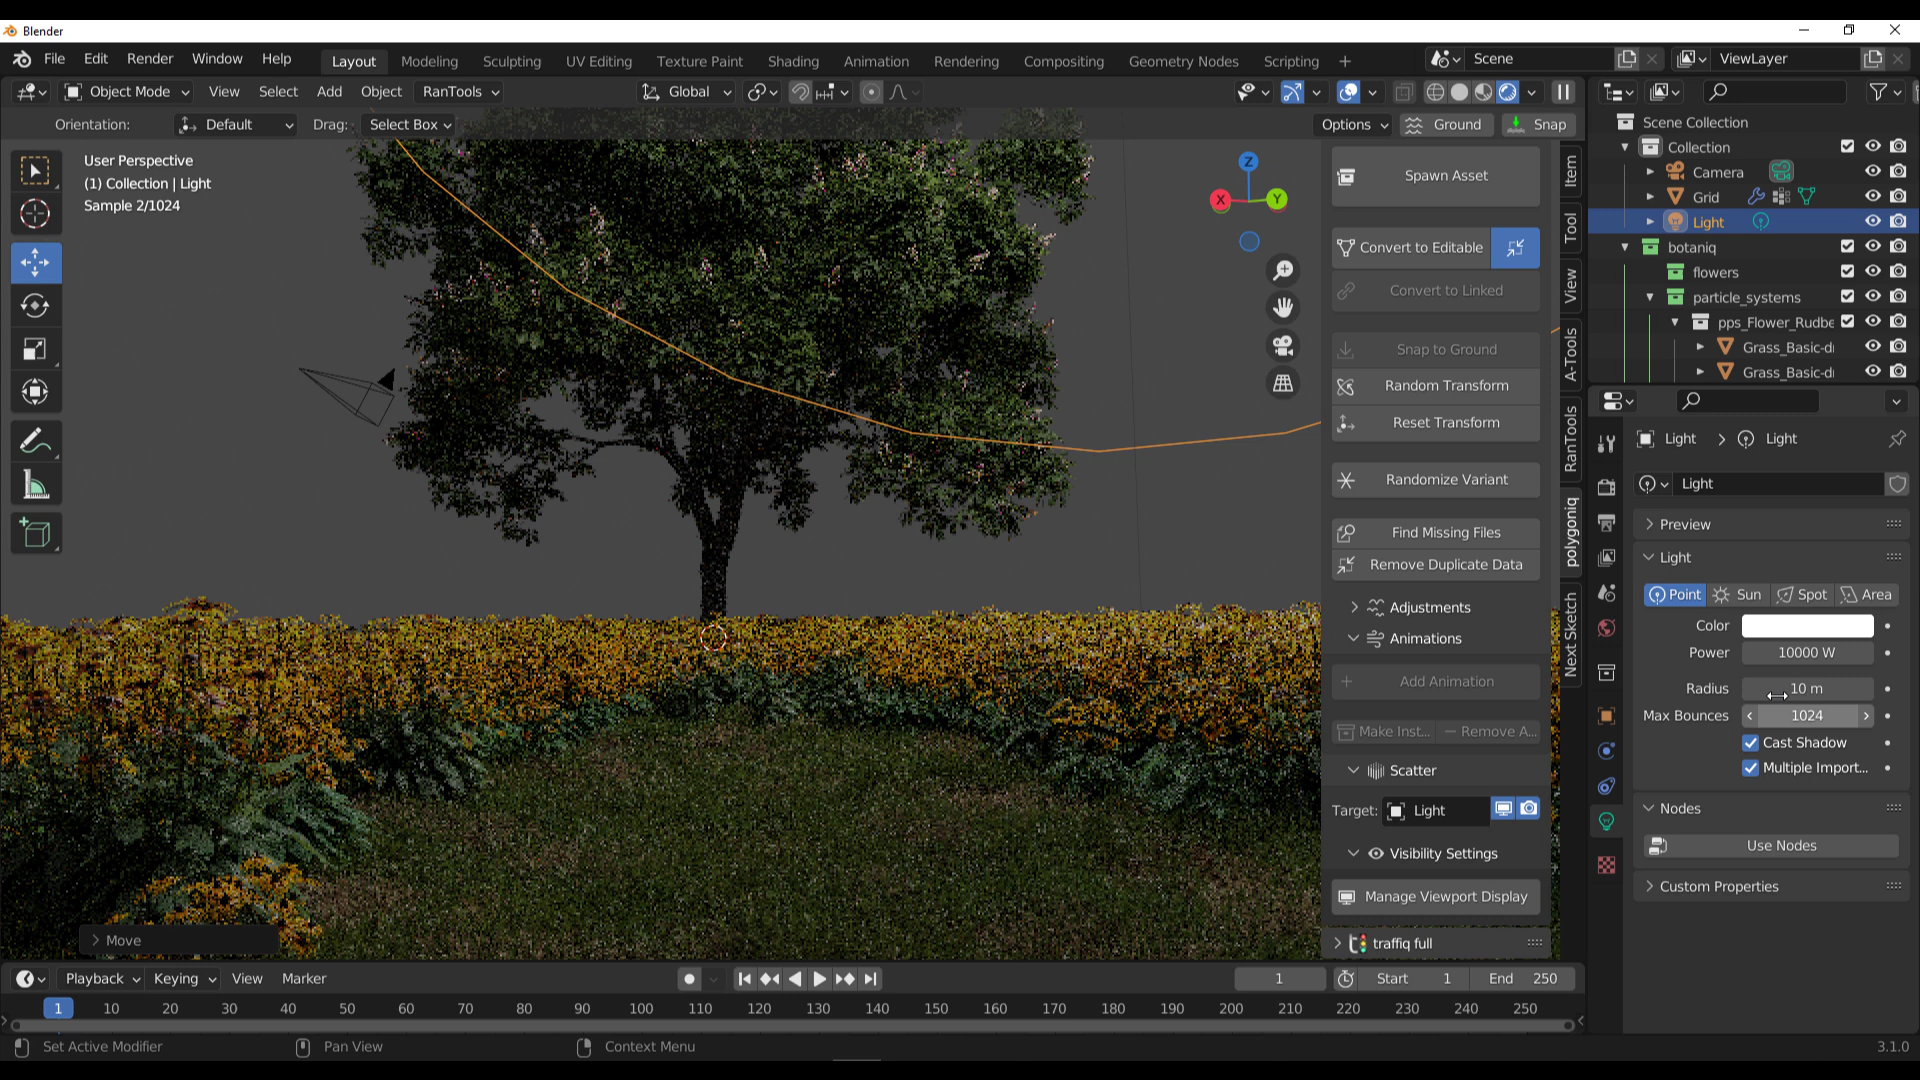 Blender
File Edit Render Window Help Layout Modeling Sculpting UV Editing Texture Paint Shading Animation Rendering Compositing Geometry Nodes Scripting + Scene ViewLayer
Object Mode View Select Add Object RanTools Global
Orientation: Default Drag: Select Box Options Ground Snap
User Perspective
(1) Collection | Light
Sample 2/1024
X Y Z
Spawn Asset
Convert to Editable
Convert to Linked
Snap to Ground
Random Transform
Reset Transform
Randomize Variant
Find Missing Files
Remove Duplicate Data
Adjustments
Animations
Add Animation
Make Inst... Remove A...
Scatter
Target: Light
Visibility Settings
Manage Viewport Display
traffiq full
Item
Tool
View
A-Tools
RanTools
polygoniq
Next Sketch
Scene Collection
Collection
Camera
Grid
Light
botaniq
flowers
particle_systems
pps_Flower_Rudbe
Grass_Basic-d
Grass_Basic-d
Light > Light
Light
Preview
Light
Point Sun Spot Area
Color
Power 10000 W
Radius 10 m
Max Bounces 1024
Cast Shadow
Multiple Import...
Nodes
Use Nodes
Custom Properties
Move
Playback Keying View Marker 1 Start 1 End 250
1 10 20 30 40 50 60 70 80 90 100 110 120 130 140 150 160 170 180 190 200 210 220 230 240 250
Set Active Modifier Pan View Context Menu 3.1.0